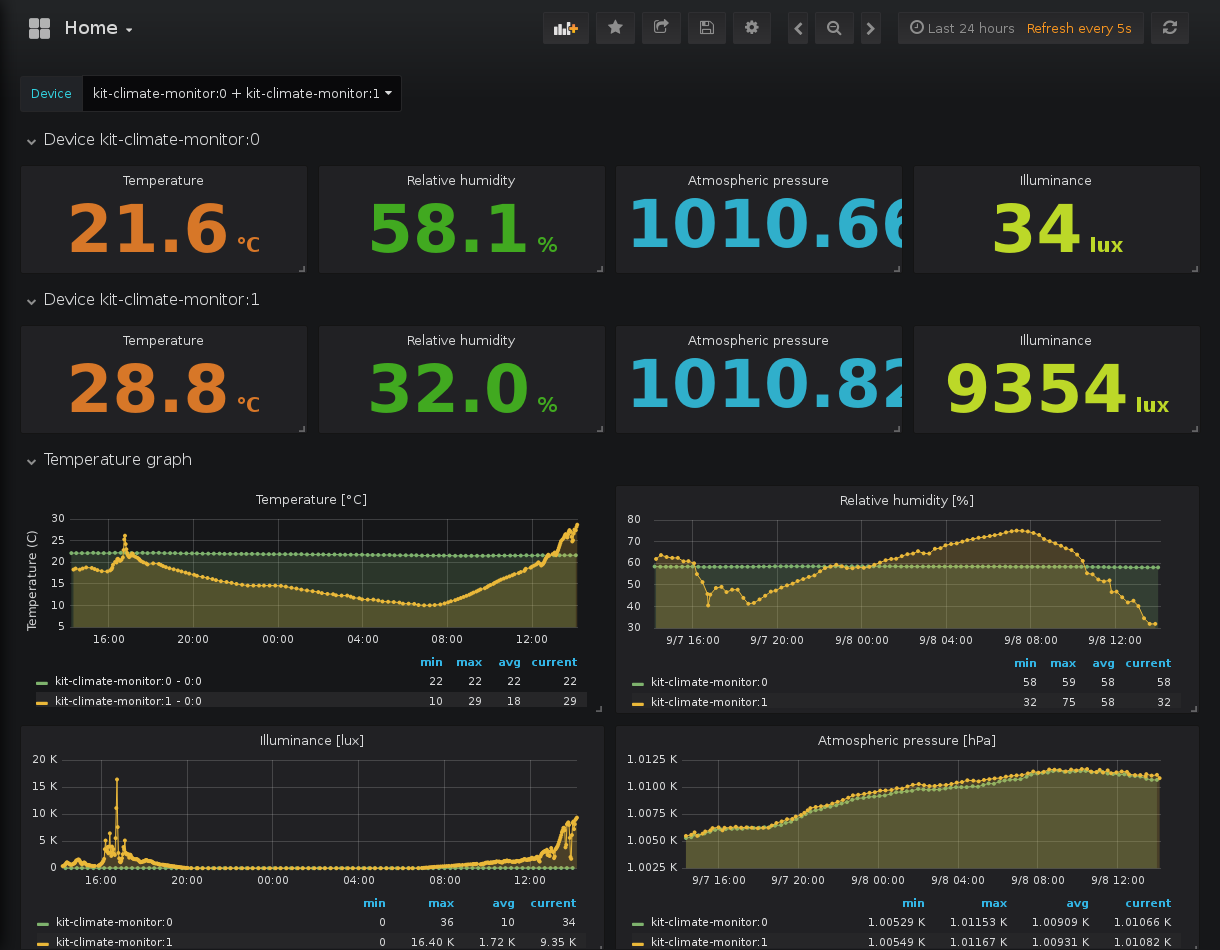 Home
Last 24 hours Refresh every 5s
Device kit-climate-monitor:0 + kit-climate-monitor:1
Device kit-climate-monitor:0
Temperature Relative humidity Atmospheric pressure Illuminance
21.6 °C 58.1 % 1010.66 34 lux
Device kit-climate-monitor:1
Temperature Relative humidity Atmospheric pressure Illuminance
28.8 °C 32.0 % 1010.82 9354 lux
Temperature graph
Temperature [°C]
Temperature (C)
30
25
20
15
10
5
16:00 20:00 00:00 04:00 08:00 12:00
min max avg current
kit-climate-monitor:0 - 0:0 22 22 22 22
kit-climate-monitor:1 - 0:0 10 29 18 29
Relative humidity [%]
80
70
60
50
40
30
9/7 16:00 9/7 20:00 9/8 00:00 9/8 04:00 9/8 08:00 9/8 12:00
min max avg current
kit-climate-monitor:0 58 59 58 58
kit-climate-monitor:1 32 75 58 32
Illuminance [lux]
20 K
15 K
10 K
5 K
0
16:00 20:00 00:00 04:00 08:00 12:00
min max avg current
kit-climate-monitor:0 0 36 10 34
kit-climate-monitor:1 0 16.40 K 1.72 K 9.35 K
Atmospheric pressure [hPa]
1.0125 K
1.0100 K
1.0075 K
1.0050 K
1.0025 K
9/7 16:00 9/7 20:00 9/8 00:00 9/8 04:00 9/8 08:00 9/8 12:00
min max avg current
kit-climate-monitor:0 1.00529 K 1.01153 K 1.00909 K 1.01066 K
kit-climate-monitor:1 1.00549 K 1.01167 K 1.00931 K 1.01082 K